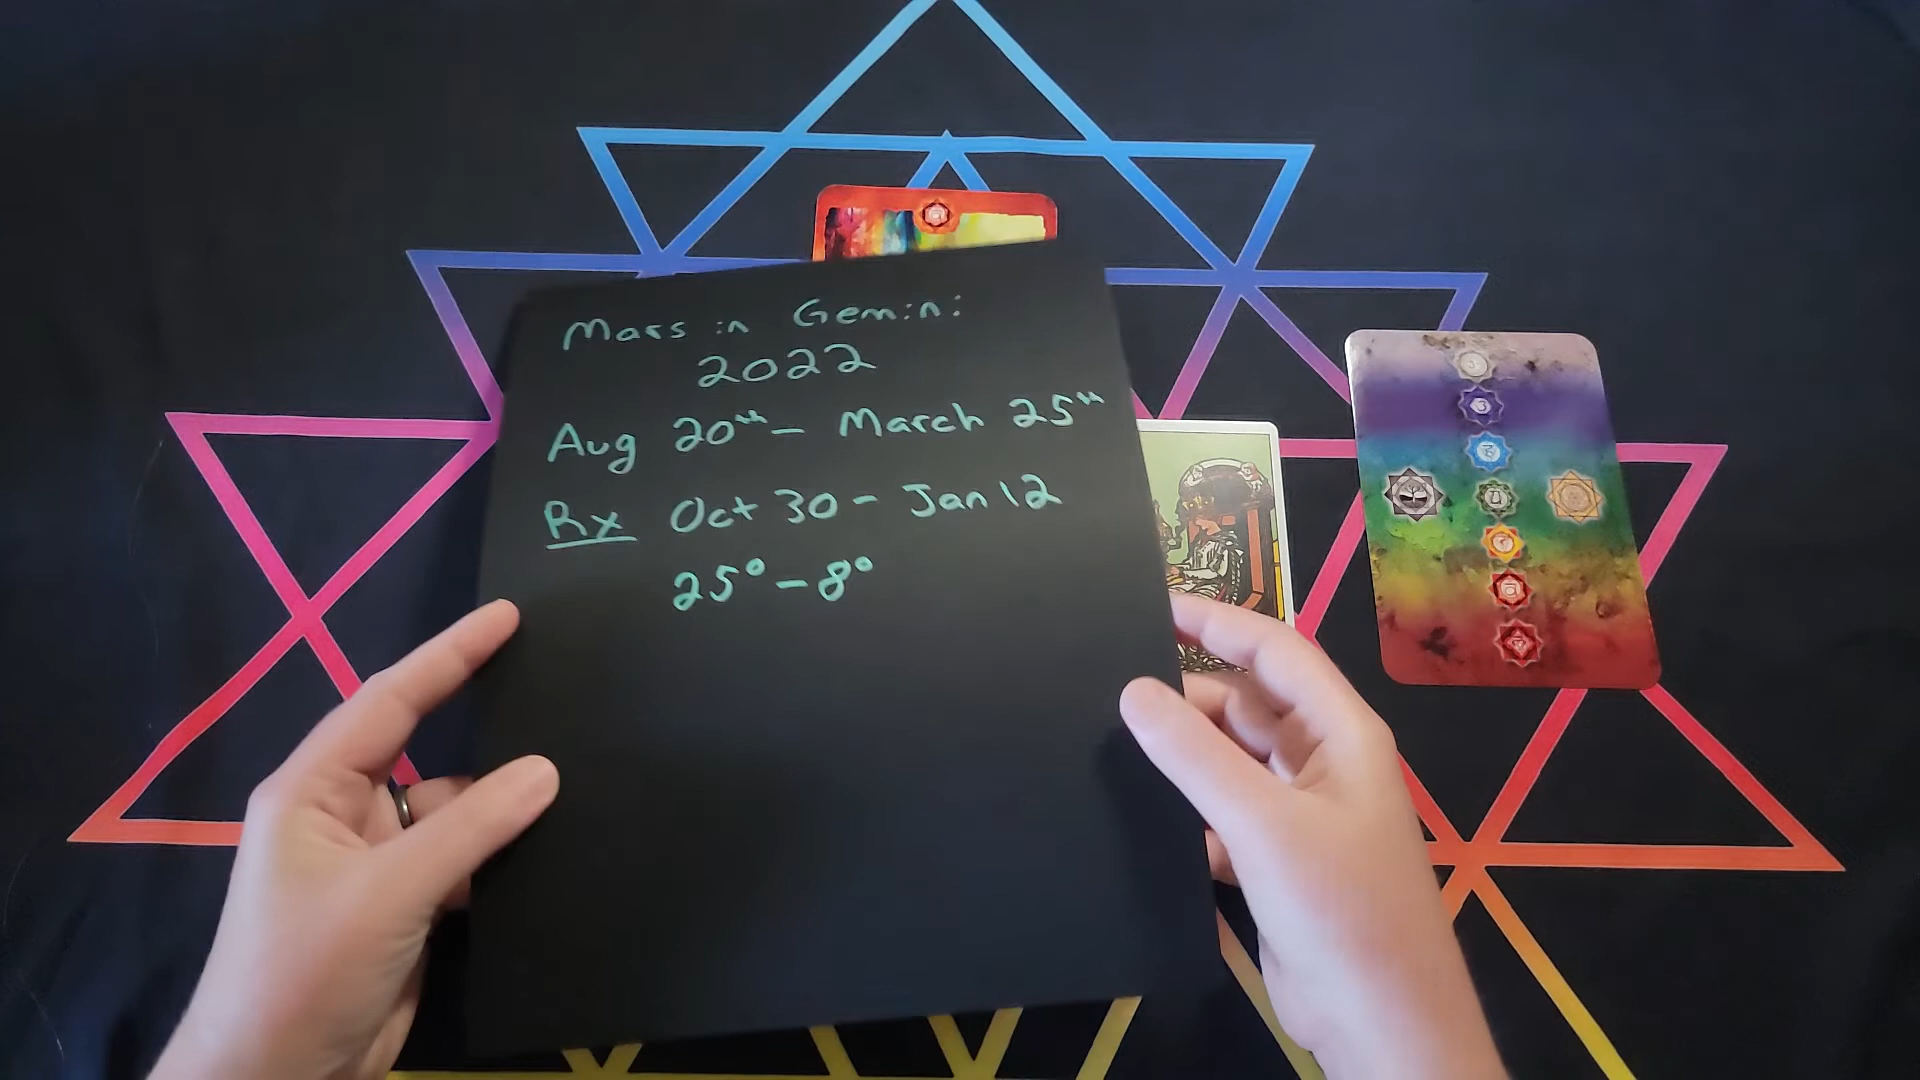 Mars in Gemini
2022
Aug 20th - March 25th
Rx Oct 30 - Jan 12
25° - 8°